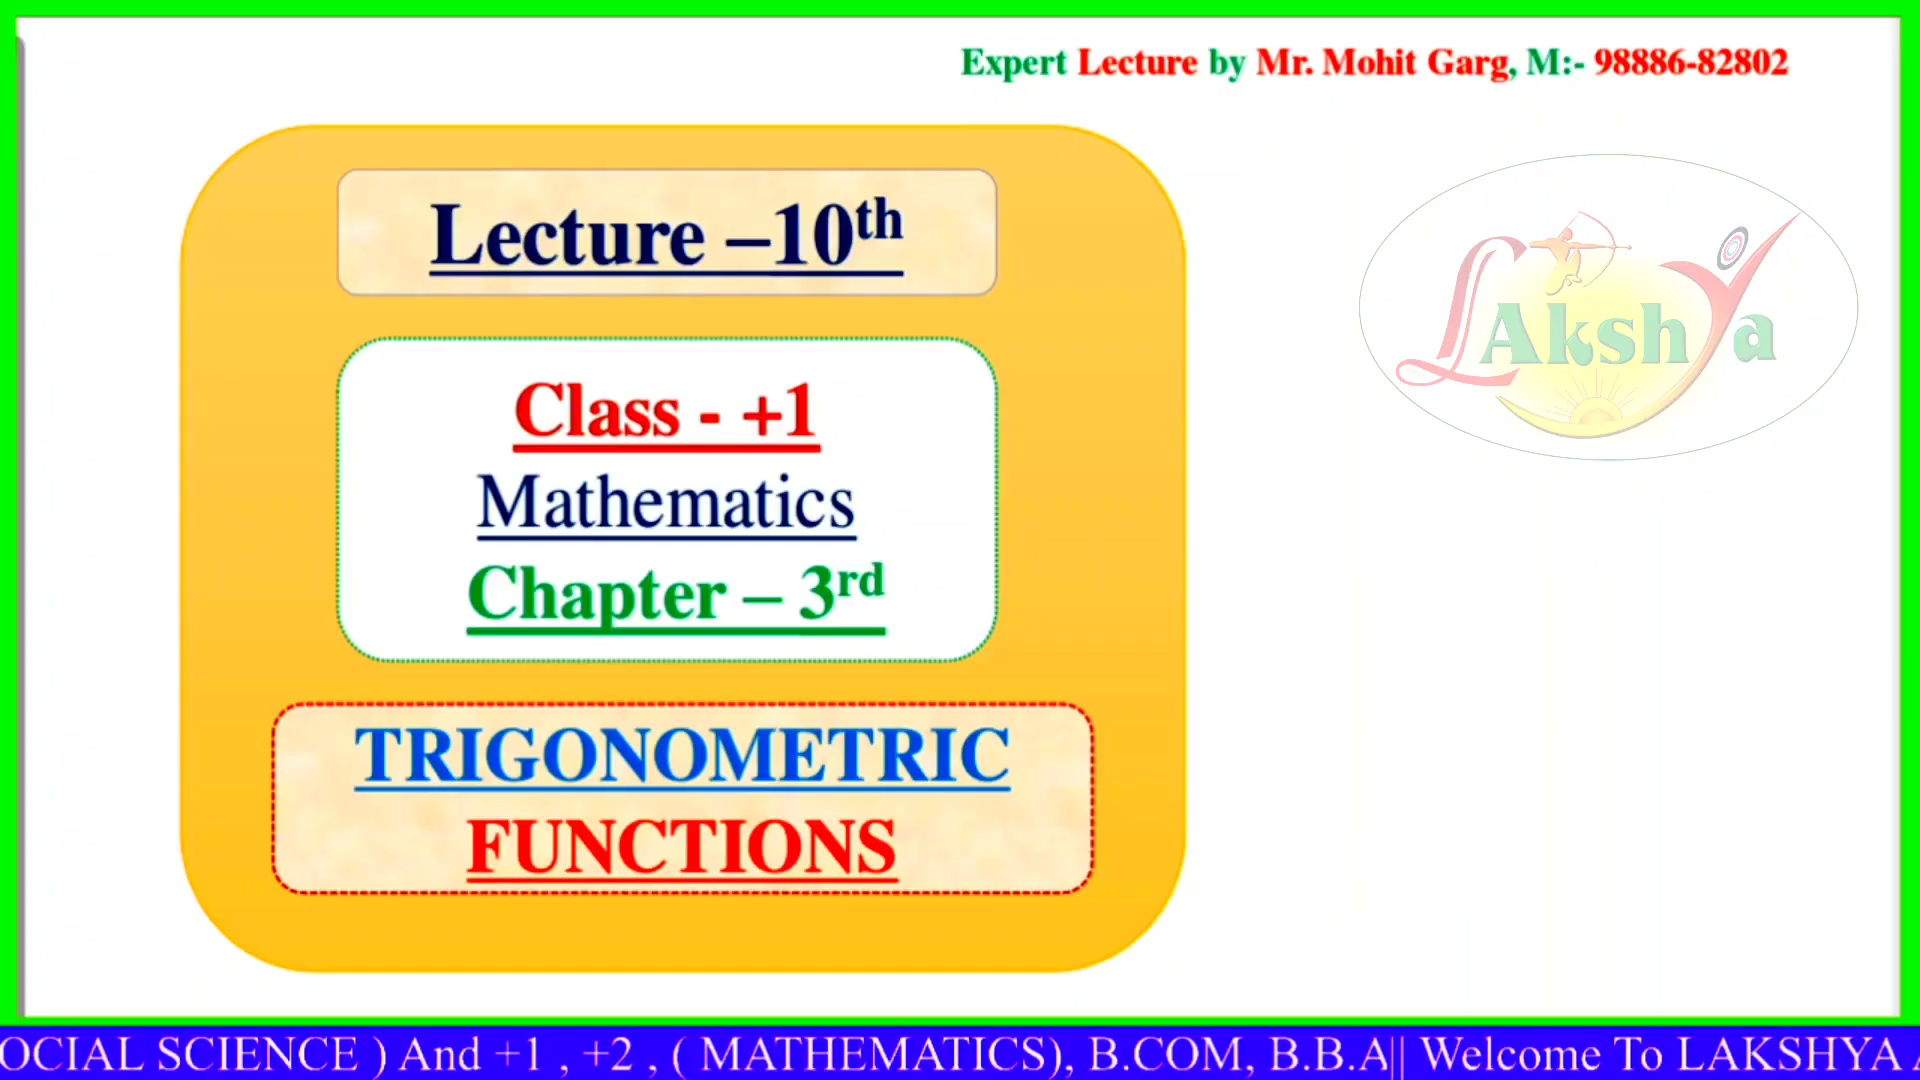 Expert Lecture by Mr. Mohit Garg, M:- 98886-82802
Lecture –10th
LAkshYa
Class - +1
Mathematics
Chapter – 3rd
TRIGONOMETRIC
FUNCTIONS
OCIAL SCIENCE ) And +1 , +2 , ( MATHEMATICS), B.COM, B.B.A|| Welcome To LAKSHYA